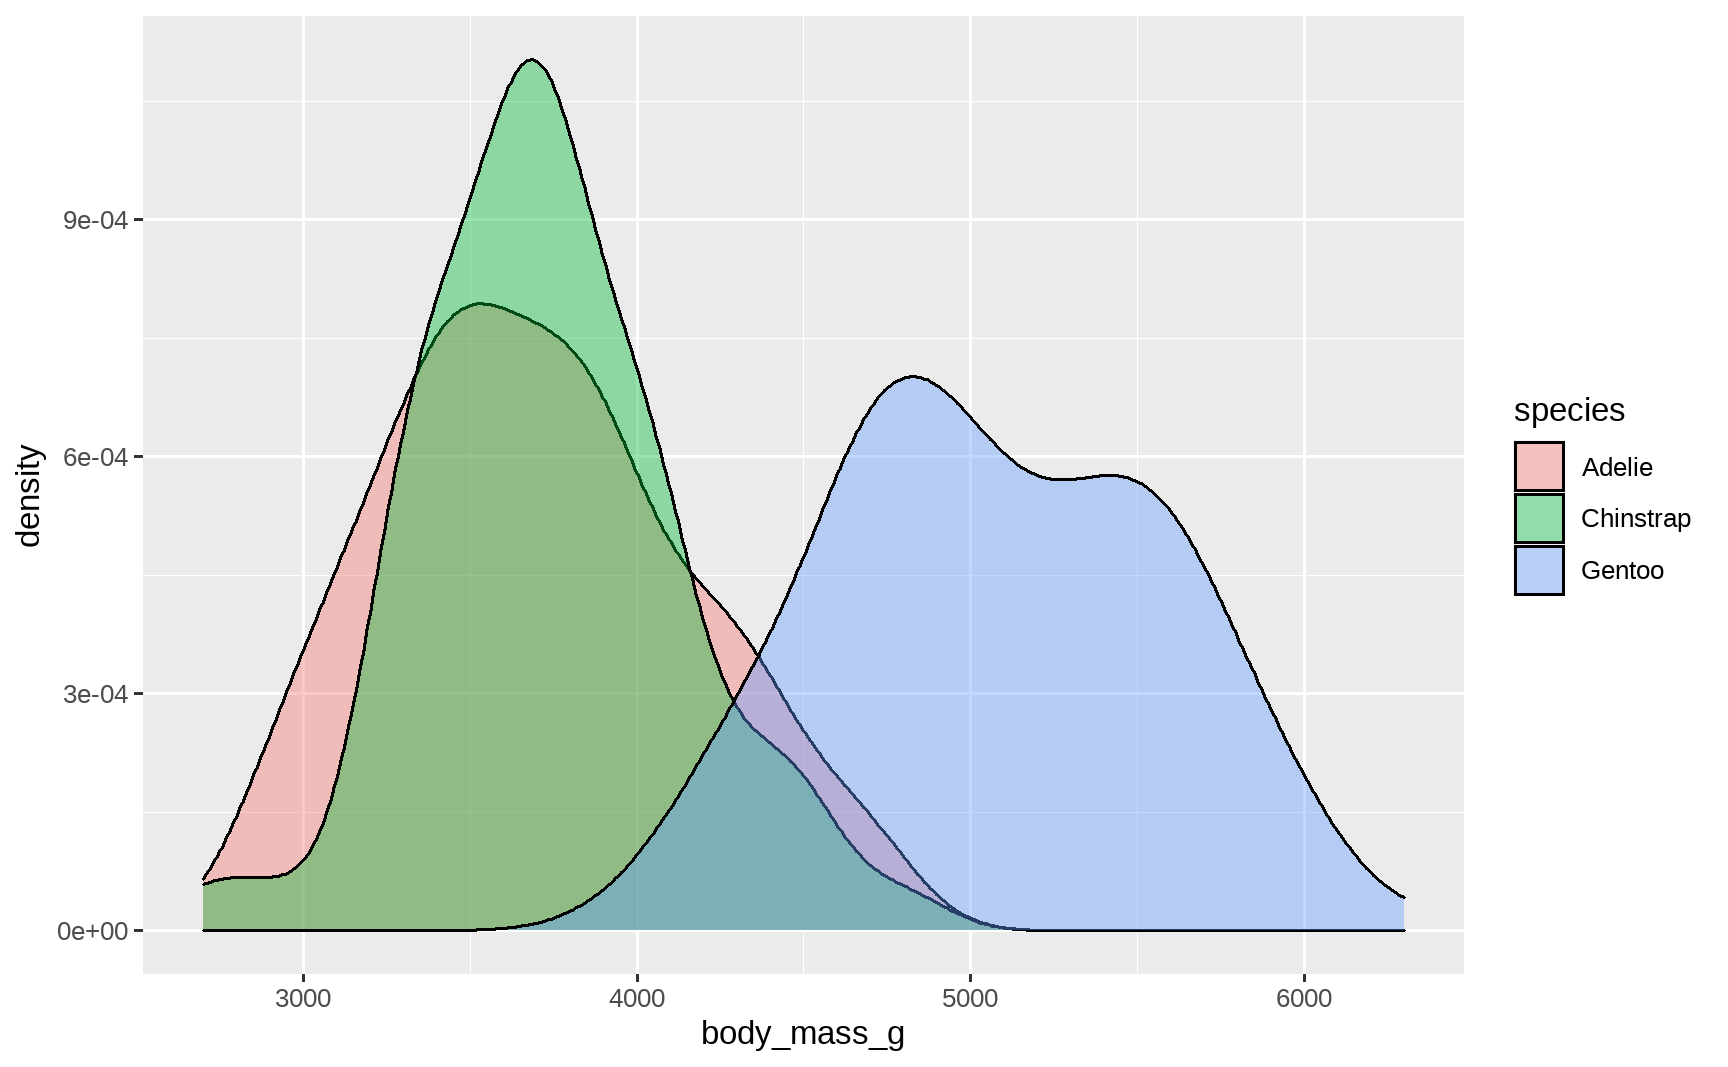 density
9e-04
6e-04
3e-04
0e+00
3000 4000 5000 6000
body_mass_g
species
Adelie
Chinstrap
Gentoo